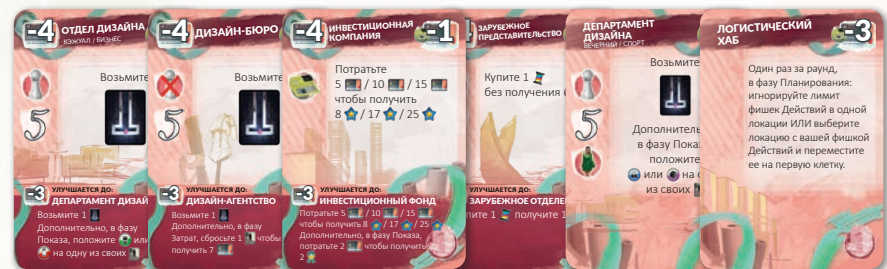 -4 ОТДЕЛ ДИЗАЙНА
КЭЖУАЛ / БИЗНЕС
Возьмите
5
-3 УЛУЧШАЕТСЯ ДО:
ДЕПАРТАМЕНТ ДИЗАЙ
Возьмите 1
Дополнительно, в фазу
Показа, положите или
на одну из своих
-4 ДИЗАЙН-БЮРО
Возьмите
5
-3 УЛУЧШАЕТСЯ ДО:
ДИЗАЙН-АГЕНТСТВО
Возьмите 1
Дополнительно, в фазу
Затрат, сбросьте 1 чтобы
получить 7
-4 ИНВЕСТИЦИОННАЯ
КОМПАНИЯ -1
Потратьте
5 / 10 / 15
чтобы получить
8 / 17 / 25
-3 УЛУЧШАЕТСЯ ДО:
ИНВЕСТИЦИОННЫЙ ФОНД
Потратьте 5 / 10 / 15
чтобы получить 8 / 17 / 25
Дополнительно, в фазу Показа,
потратьте 2 чтобы получить
2
ЗАРУБЕЖНОЕ
ПРЕДСТАВИТЕЛЬСТВО
Купите 1
без получения
УЛУЧШАЕТСЯ ДО:
ЗАРУБЕЖНОЕ ОТДЕЛЕ
пите 1 получите 1
ДЕПАРТАМЕНТ
ДИЗАЙНА
ВЕЧЕРНИЙ / СПОРТ
Возьмите
5
Дополнитель
в фазу Пока
положите
или на
из своих
ЛОГИСТИЧЕСКИЙ
ХАБ -3
Один раз за раунд,
в фазу Планирования:
игнорируйте лимит
фишек Действий в одной
локации ИЛИ выберите
локацию с вашей фишкой
Действий и переместите
ее на первую клетку.